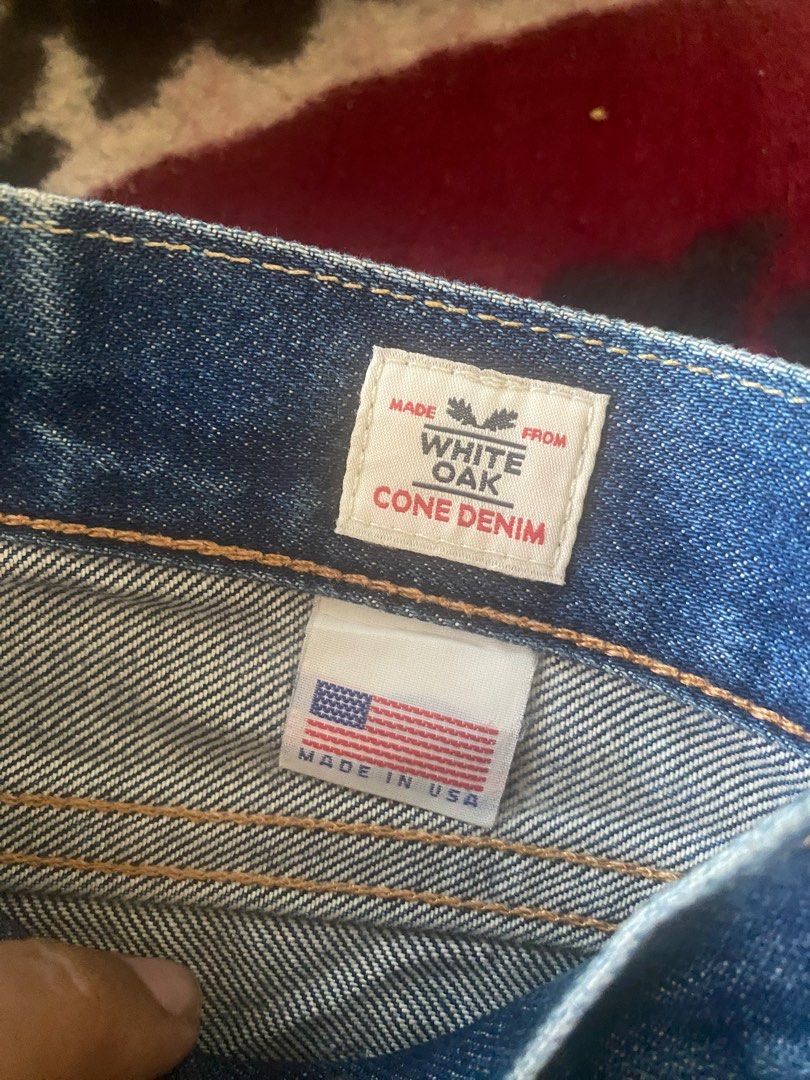 MADE FROM
WHITE
OAK
CONE DENIM
MADE IN USA